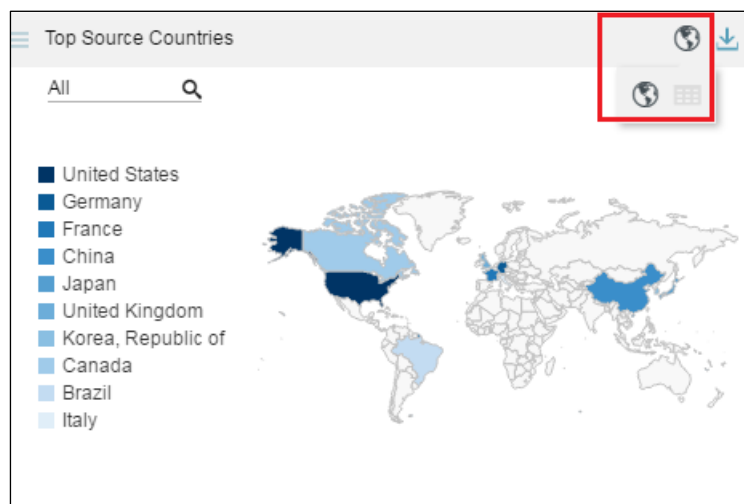 Top Source Countries
All
United States
Germany
France
China
Japan
United Kingdom
Korea, Republic of
Canada
Brazil
Italy